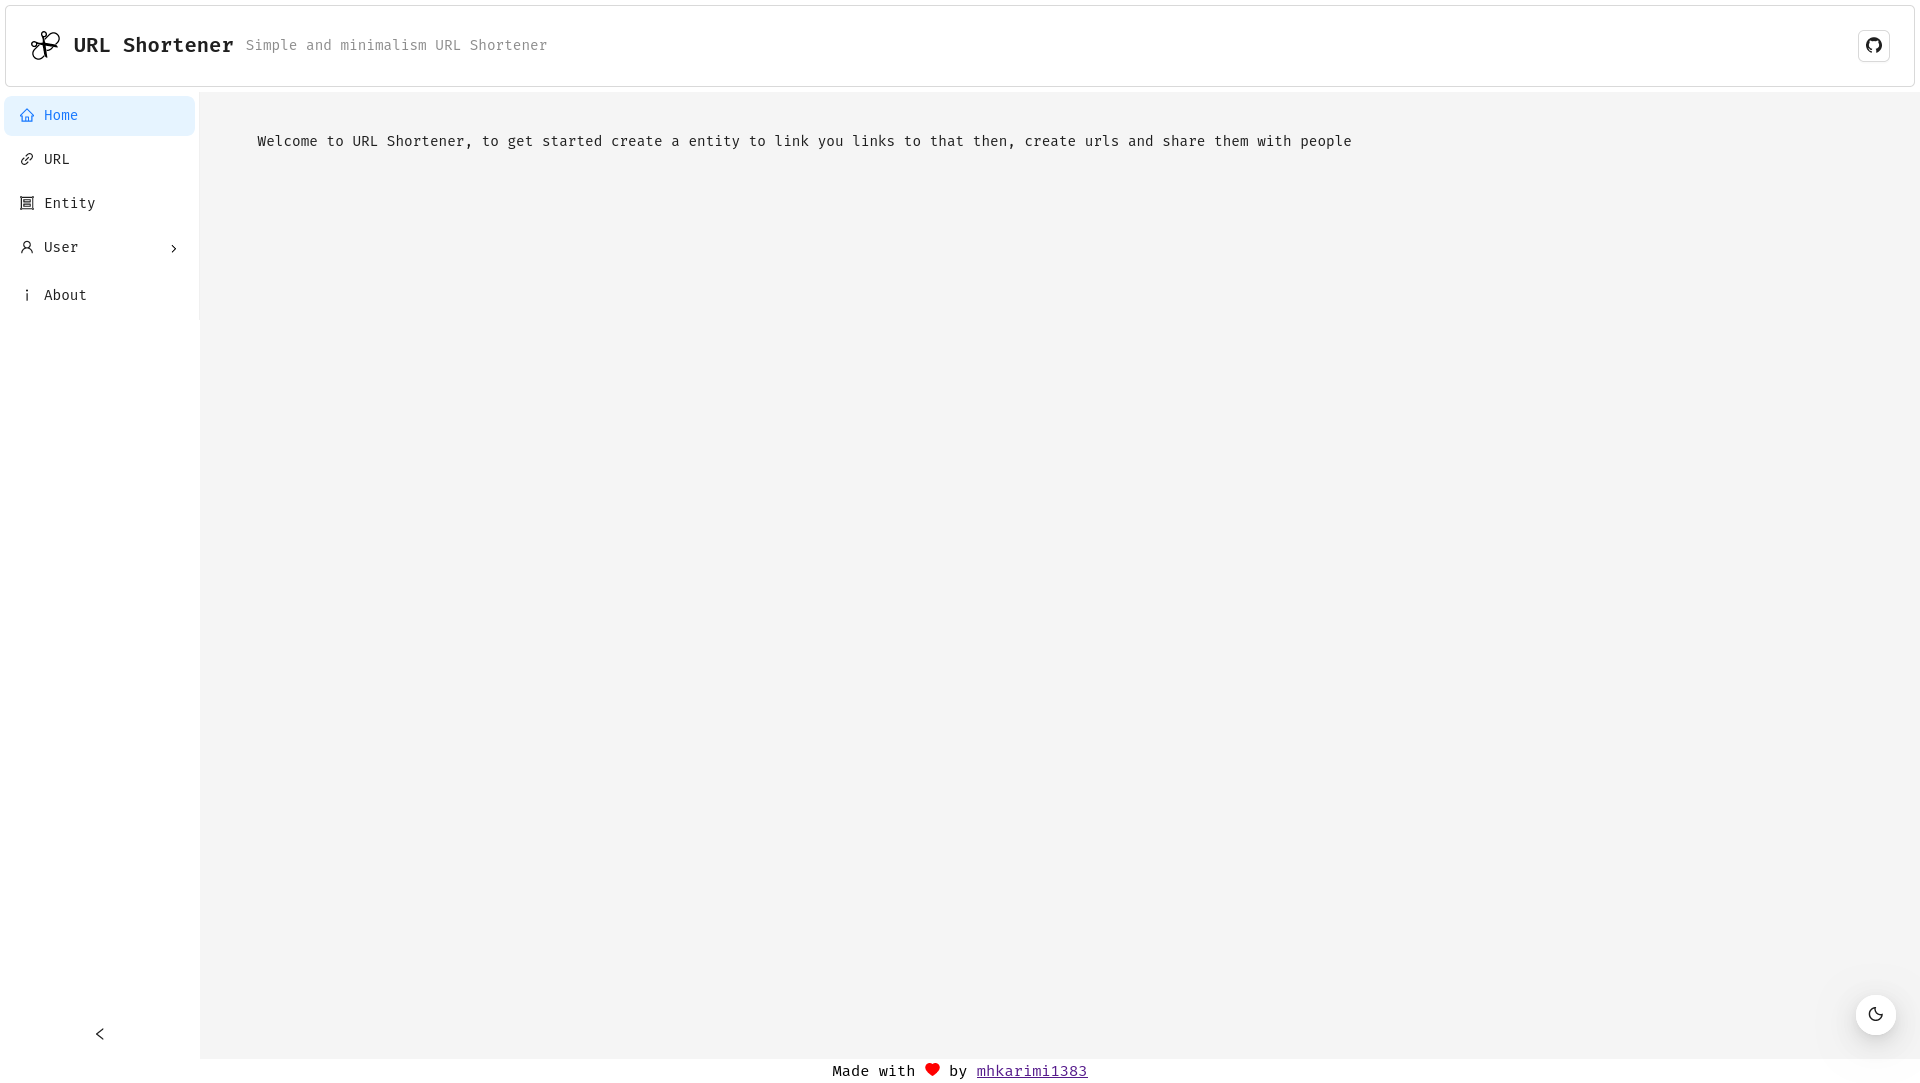 URL Shortener Simple and minimalism URL Shortener
Home
URL
Entity
User
About
Welcome to URL Shortener, to get started create a entity to link you links to that then, create urls and share them with people
Made with ❤ by mhkarimi1383